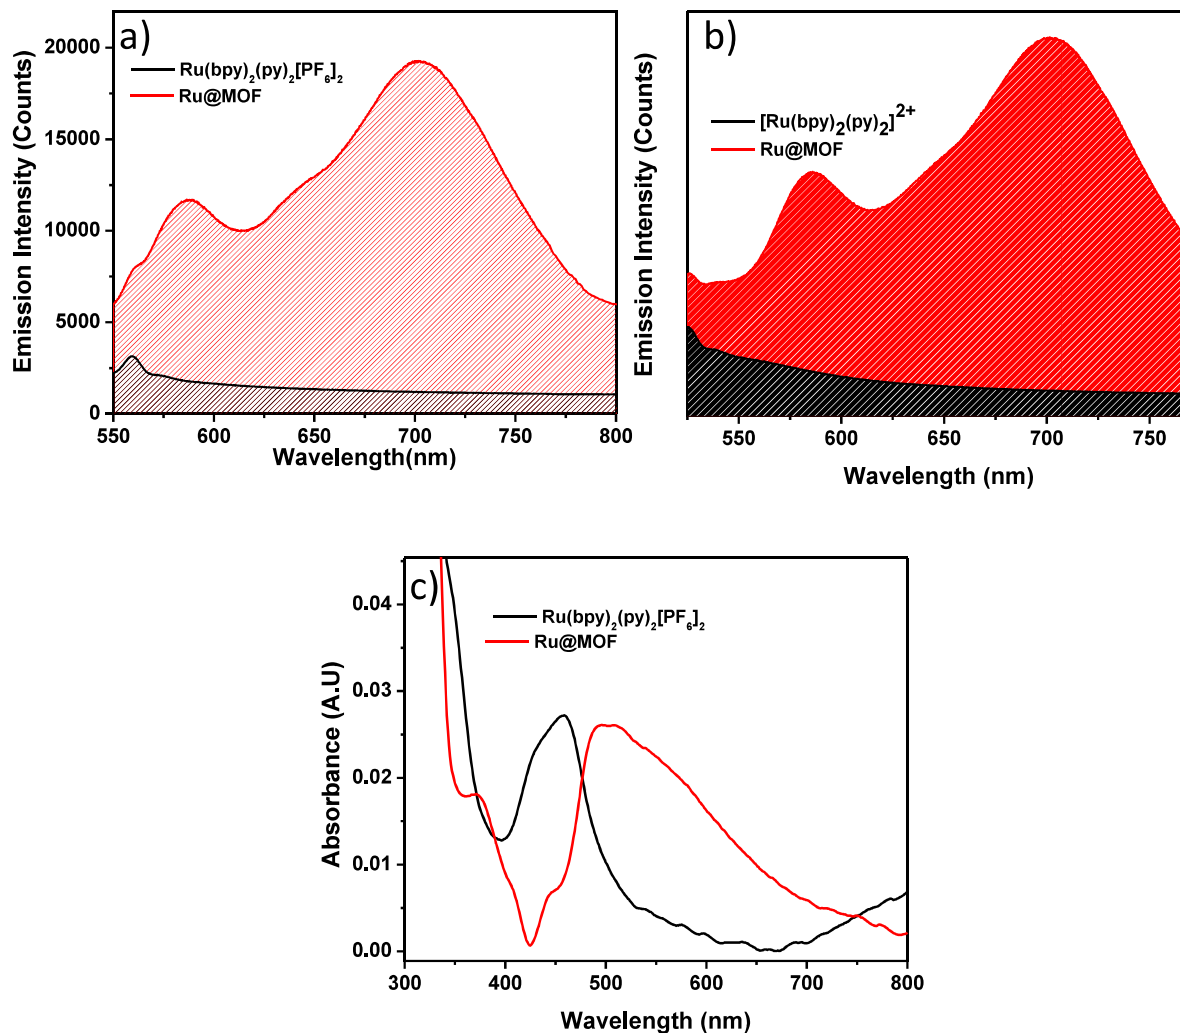 a)
Ru(bpy)₂(py)₂[PF₆]₂
Ru@MOF
Emission Intensity (Counts)
20000
15000
10000
5000
0
550 600 650 700 750 800
Wavelength(nm)
b)
[Ru(bpy)₂(py)₂]²⁺
Ru@MOF
Emission Intensity (Counts)
550 600 650 700 750
Wavelength (nm)
c)
Ru(bpy)₂(py)₂[PF₆]₂
Ru@MOF
Absorbance (A.U)
0.04
0.03
0.02
0.01
0.00
300 400 500 600 700 800
Wavelength (nm)